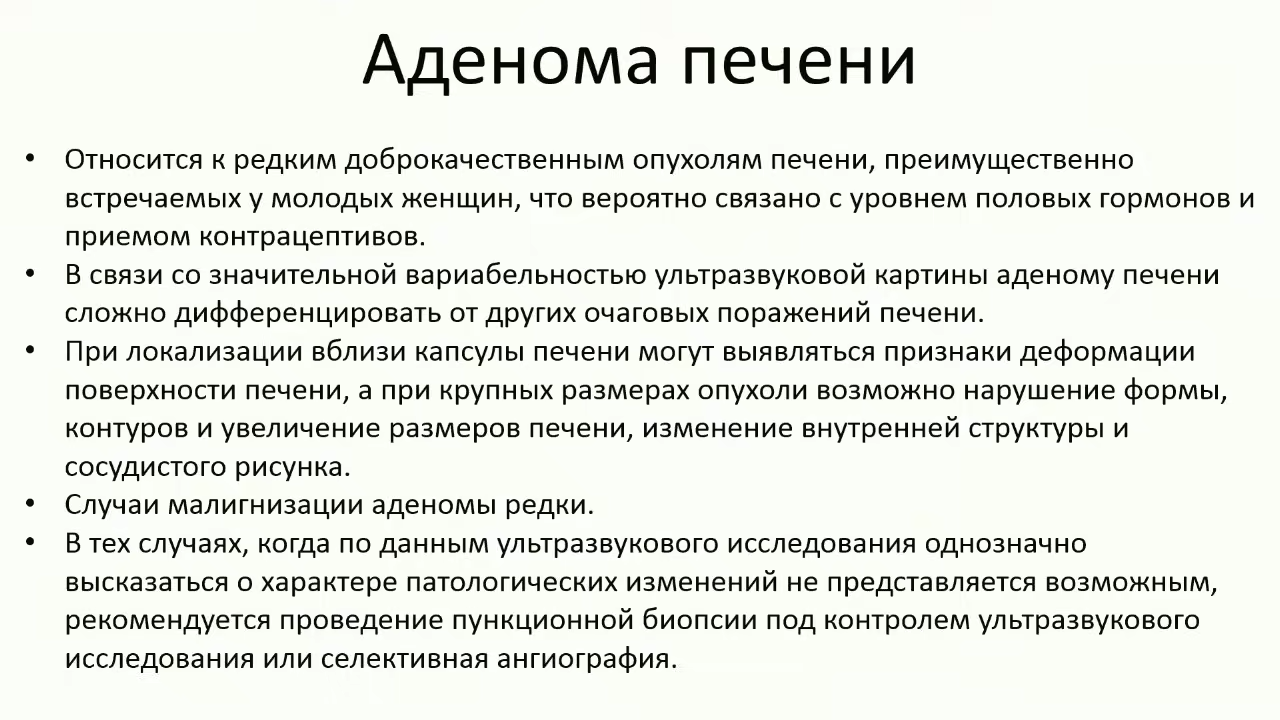 Аденома печени
• Относится к редким доброкачественным опухолям печени, преимущественно
встречаемых у молодых женщин, что вероятно связано с уровнем половых гормонов и
приемом контрацептивов.
• В связи со значительной вариабельностью ультразвуковой картины аденому печени
сложно дифференцировать от других очаговых поражений печени.
• При локализации вблизи капсулы печени могут выявляться признаки деформации
поверхности печени, а при крупных размерах опухоли возможно нарушение формы,
контуров и увеличение размеров печени, изменение внутренней структуры и
сосудистого рисунка.
• Случаи малигнизации аденомы редки.
• В тех случаях, когда по данным ультразвукового исследования однозначно
высказаться о характере патологических изменений не представляется возможным,
рекомендуется проведение пункционной биопсии под контролем ультразвукового
исследования или селективная ангиография.